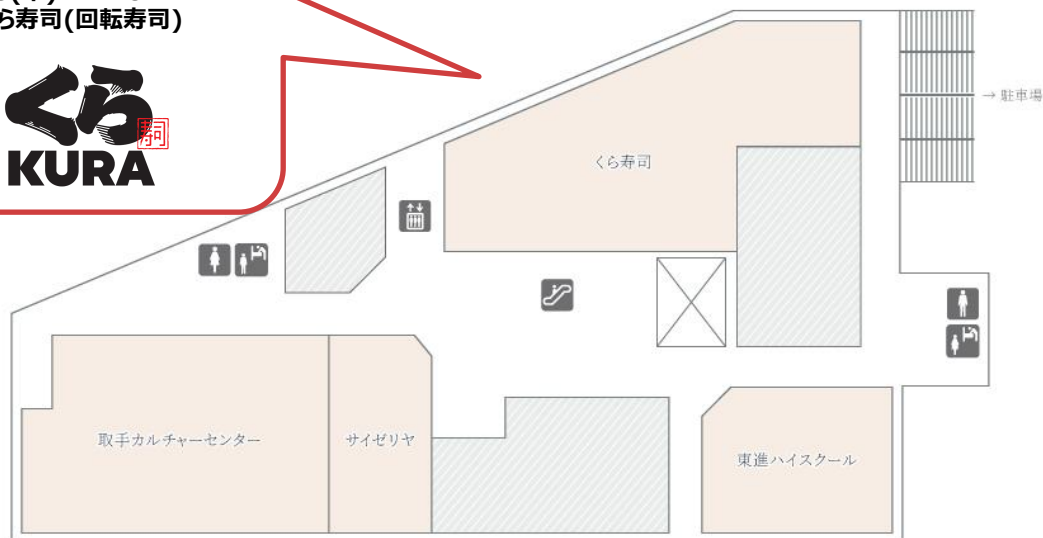 ら寿司(回転寿司)
くら
寿司
KURA
くら寿司
→ 駐車場
取手カルチャーセンター
サイゼリヤ
東進ハイスクール